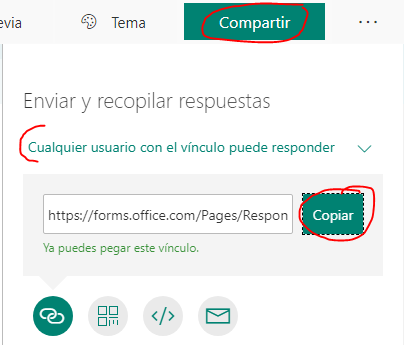 evia Tema Compartir ···
Enviar y recopilar respuestas
Cualquier usuario con el vínculo puede responder
https://forms.office.com/Pages/Respon Copiar
Ya puedes pegar este vínculo.
</>